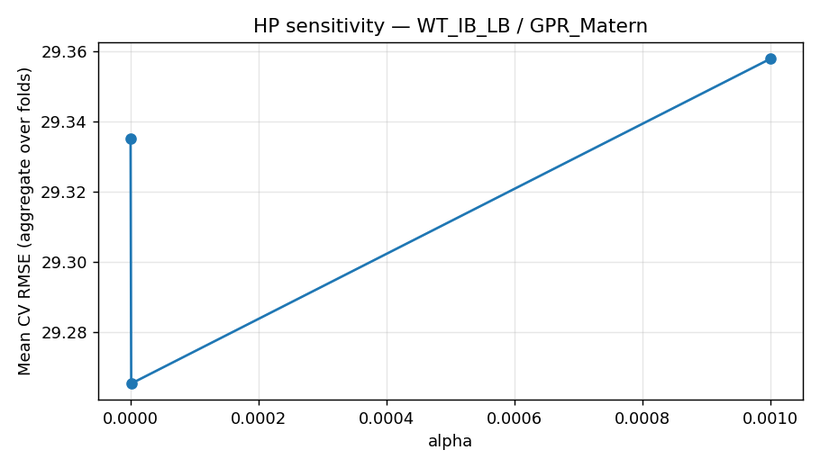 HP sensitivity — WT_IB_LB / GPR_Matern
Mean CV RMSE (aggregate over folds)
29.36
29.34
29.32
29.30
29.28
0.0000 0.0002 0.0004 0.0006 0.0008 0.0010
alpha